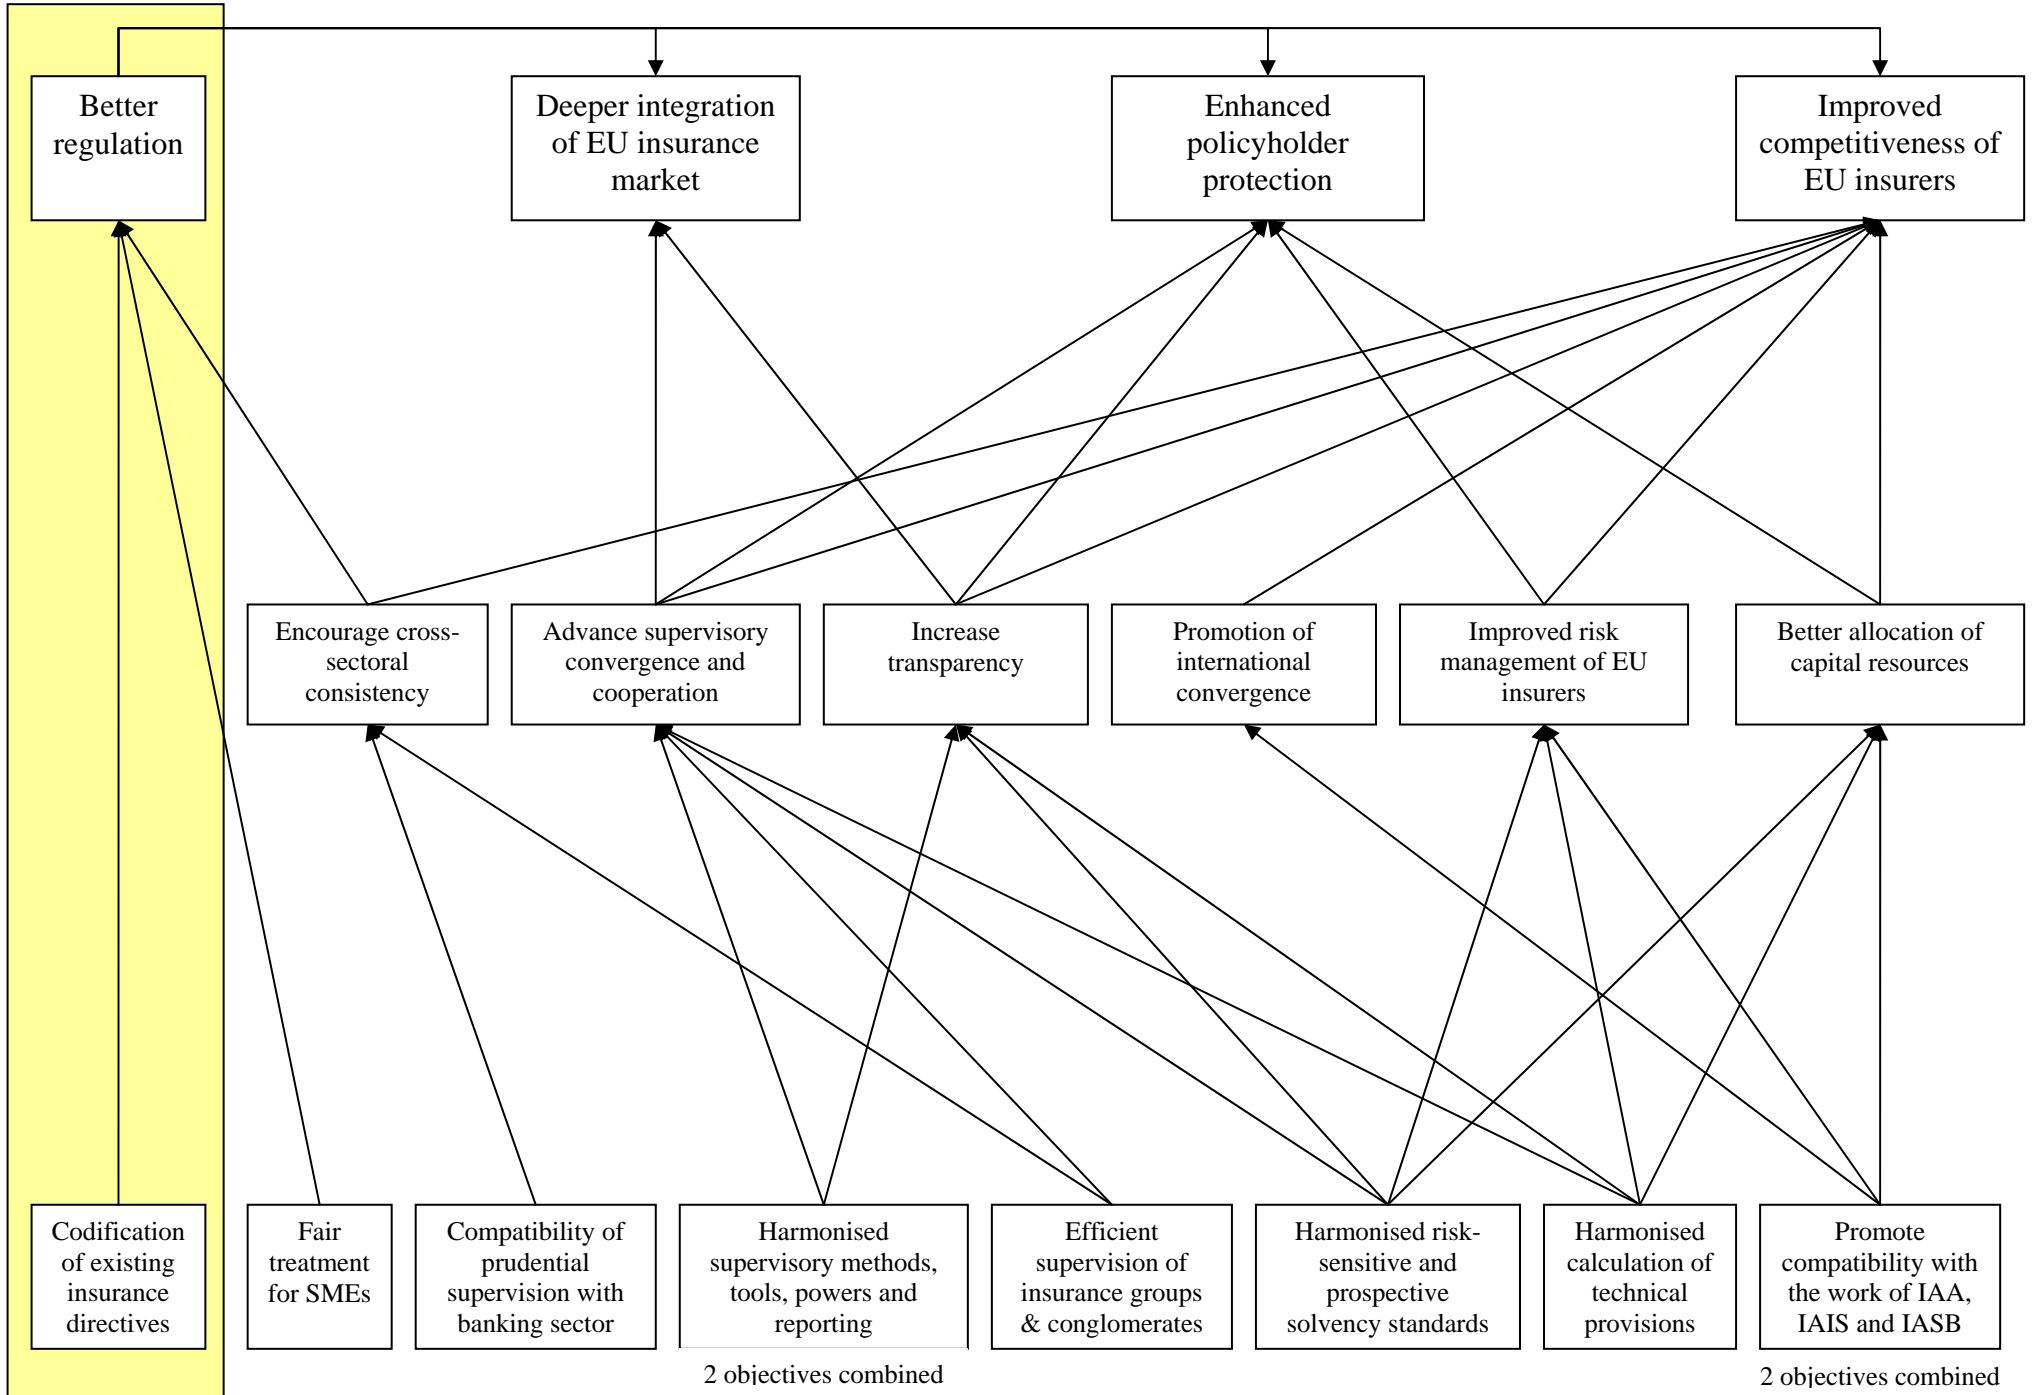 Better
regulation
Deeper integration
of EU insurance
market
Enhanced
policyholder
protection
Improved
competitiveness of
EU insurers
Encourage cross-
sectoral
consistency
Advance supervisory
convergence and
cooperation
Increase
transparency
Promotion of
international
convergence
Improved risk
management of EU
insurers
Better allocation of
capital resources
Codification
of existing
insurance
directives
Fair
treatment
for SMEs
Compatibility of
prudential
supervision with
banking sector
Harmonised
supervisory methods,
tools, powers and
reporting
Efficient
supervision of
insurance groups
& conglomerates
Harmonised risk-
sensitive and
prospective
solvency standards
Harmonised
calculation of
technical
provisions
Promote
compatibility with
the work of IAA,
IAIS and IASB
2 objectives combined
2 objectives combined